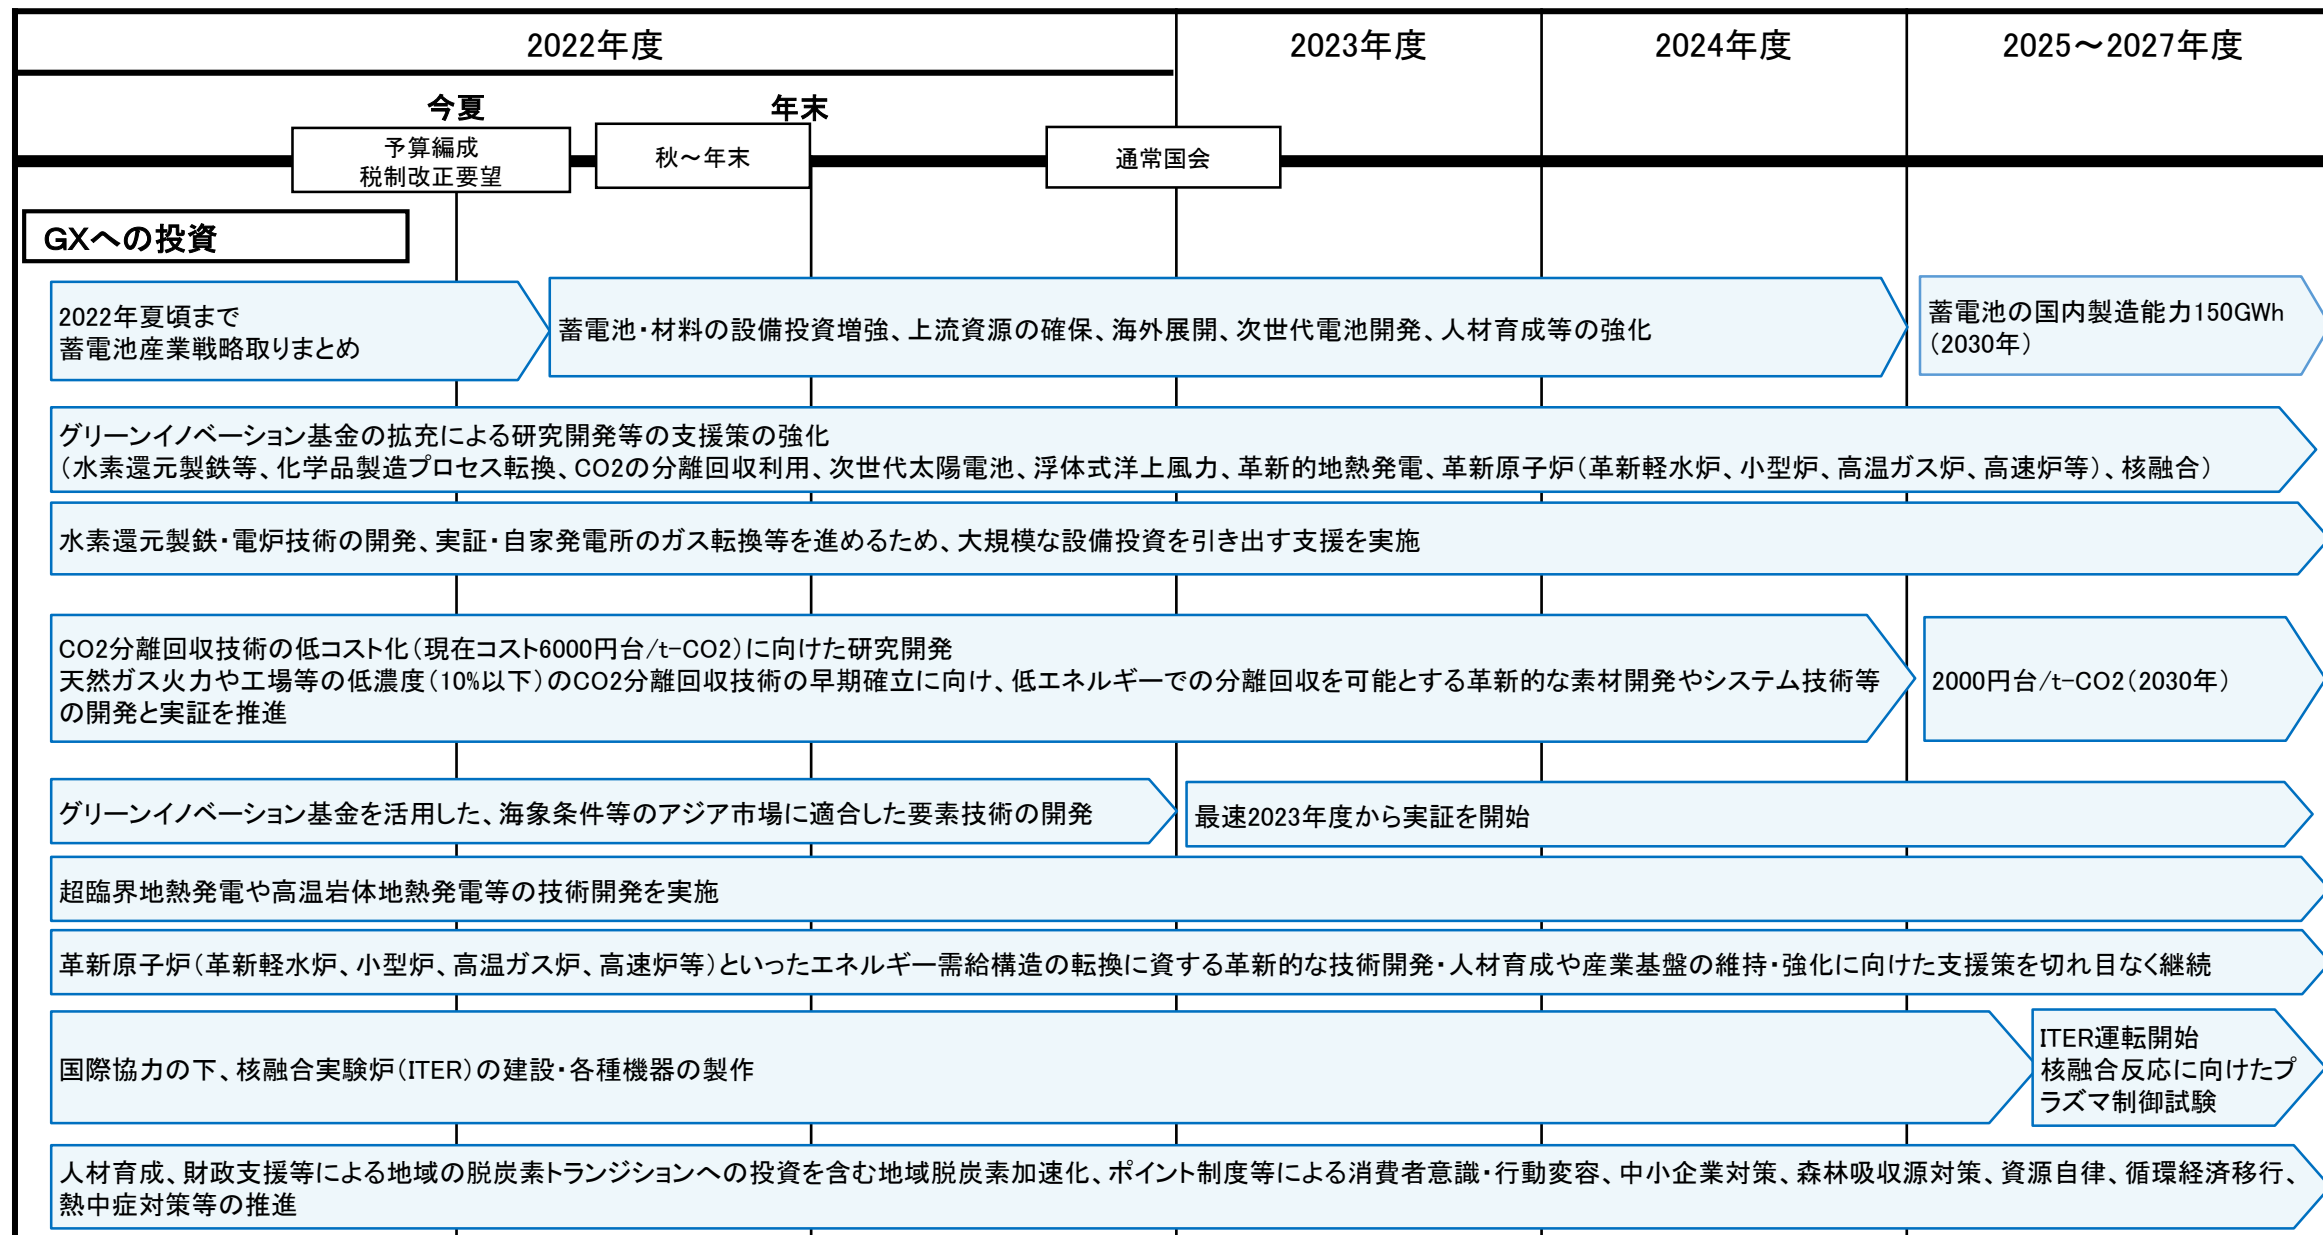 2022年度
2023年度
2024年度
2025～2027年度
今夏
年末
予算編成
税制改正要望
秋～年末
通常国会
GXへの投資
2022年夏頃まで
蓄電池産業戦略取りまとめ
蓄電池・材料の設備投資増強、上流資源の確保、海外展開、次世代電池開発、人材育成等の強化
蓄電池の国内製造能力150GWh
（2030年）
グリーンイノベーション基金の拡充による研究開発等の支援策の強化
（水素還元製鉄等、化学品製造プロセス転換、CO2の分離回収利用、次世代太陽電池、浮体式洋上風力、革新的地熱発電、革新原子炉（革新軽水炉、小型炉、高温ガス炉、高速炉等）、核融合）
水素還元製鉄・電炉技術の開発、実証・自家発電所のガス転換等を進めるため、大規模な設備投資を引き出す支援を実施
CO2分離回収技術の低コスト化（現在コスト6000円台/t-CO2）に向けた研究開発
天然ガス火力や工場等の低濃度（10%以下）のCO2分離回収技術の早期確立に向け、低エネルギーでの分離回収を可能とする革新的な素材開発やシステム技術等
の開発と実証を推進
2000円台/t-CO2（2030年）
グリーンイノベーション基金を活用した、海象条件等のアジア市場に適合した要素技術の開発
最速2023年度から実証を開始
超臨界地熱発電や高温岩体地熱発電等の技術開発を実施
革新原子炉（革新軽水炉、小型炉、高温ガス炉、高速炉等）といったエネルギー需給構造の転換に資する革新的な技術開発・人材育成や産業基盤の維持・強化に向けた支援策を切れ目なく継続
国際協力の下、核融合実験炉（ITER）の建設・各種機器の製作
ITER運転開始
核融合反応に向けたプ
ラズマ制御試験
人材育成、財政支援等による地域の脱炭素トランジションへの投資を含む地域脱炭素加速化、ポイント制度等による消費者意識・行動変容、中小企業対策、森林吸収源対策、資源自律、循環経済移行、
熱中症対策等の推進